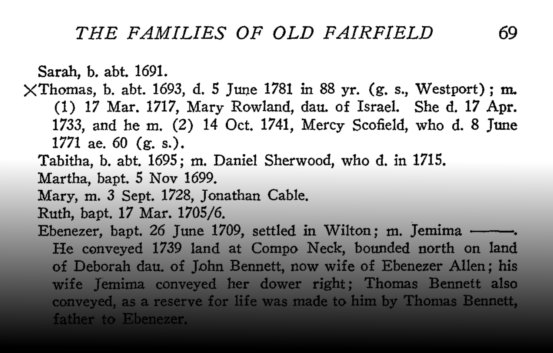 THE FAMILIES OF OLD FAIRFIELD 69
Sarah, b. abt. 1691.
×Thomas, b. abt. 1693, d. 5 June 1781 in 88 yr. (g. s., Westport); m.
(1) 17 Mar. 1717, Mary Rowland, dau. of Israel. She d. 17 Apr.
1733, and he m. (2) 14 Oct. 1741, Mercy Scofield, who d. 8 June
1771 ae. 60 (g. s.).
Tabitha, b. abt. 1695; m. Daniel Sherwood, who d. in 1715.
Martha, bapt. 5 Nov 1699.
Mary, m. 3 Sept. 1728, Jonathan Cable.
Ruth, bapt. 17 Mar. 1705/6.
Ebenezer, bapt. 26 June 1709, settled in Wilton; m. Jemima ———.
He conveyed 1739 land at Compo Neck, bounded north on land
of Deborah dau. of John Bennett, now wife of Ebenezer Allen; his
wife Jemima conveyed her dower right; Thomas Bennett also
conveyed, as a reserve for life was made to him by Thomas Bennett,
father to Ebenezer.